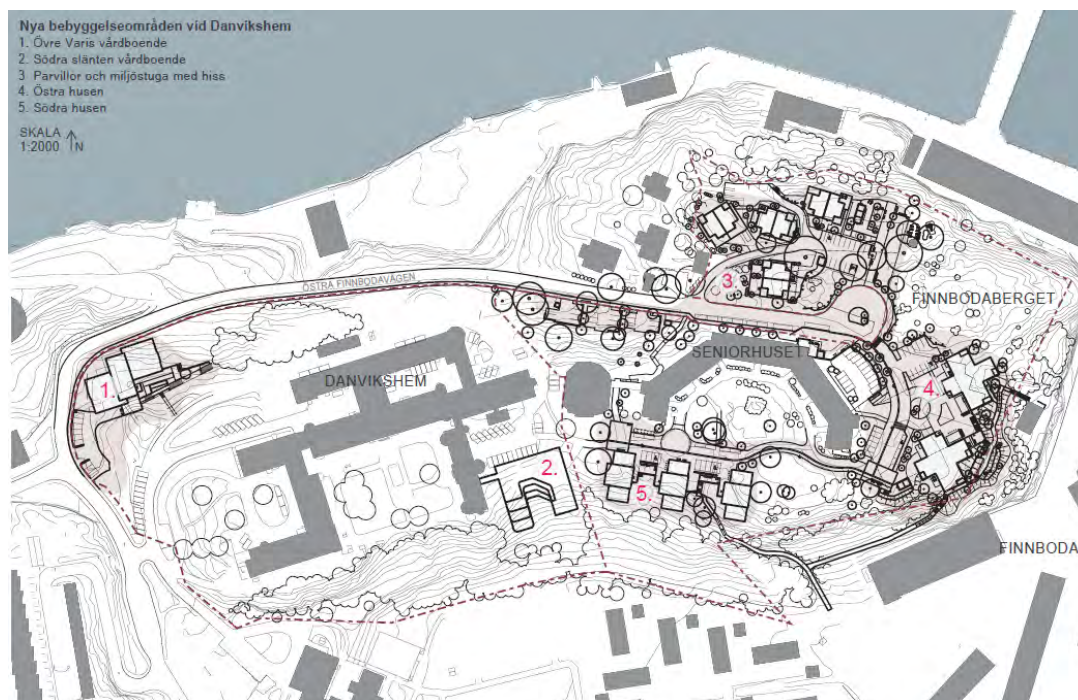 Nya bebyggelseområden vid Danvikshem
1. Övre Varis vårdboende
2. Södra slänten vårdboende
3 Parvillor och miljöstuga med hiss
4. Östra husen
5. Södra husen
SKALA
1:2000 N
ÖSTRA FINNBODAVÄGEN
3.
FINNBODABERGET
SENIORHUSET
DANVIKSHEM
1.
4.
2.
5.
FINNBODA